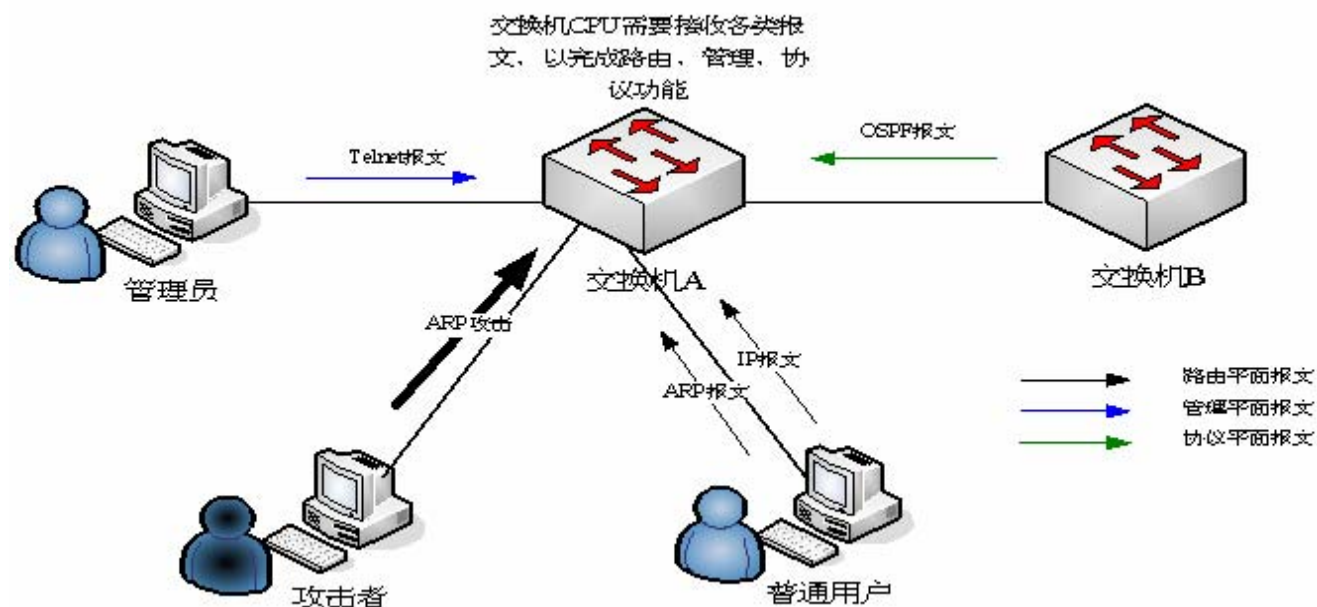 交换机CPU需要接收各类报
文，以完成路由、管理、协
议功能
Telnet报文
OSPF报文
管理员
交换机A
交换机B
ARP攻击
IP报文
ARP报文
路由平面报文
管理平面报文
协议平面报文
攻击者
普通用户